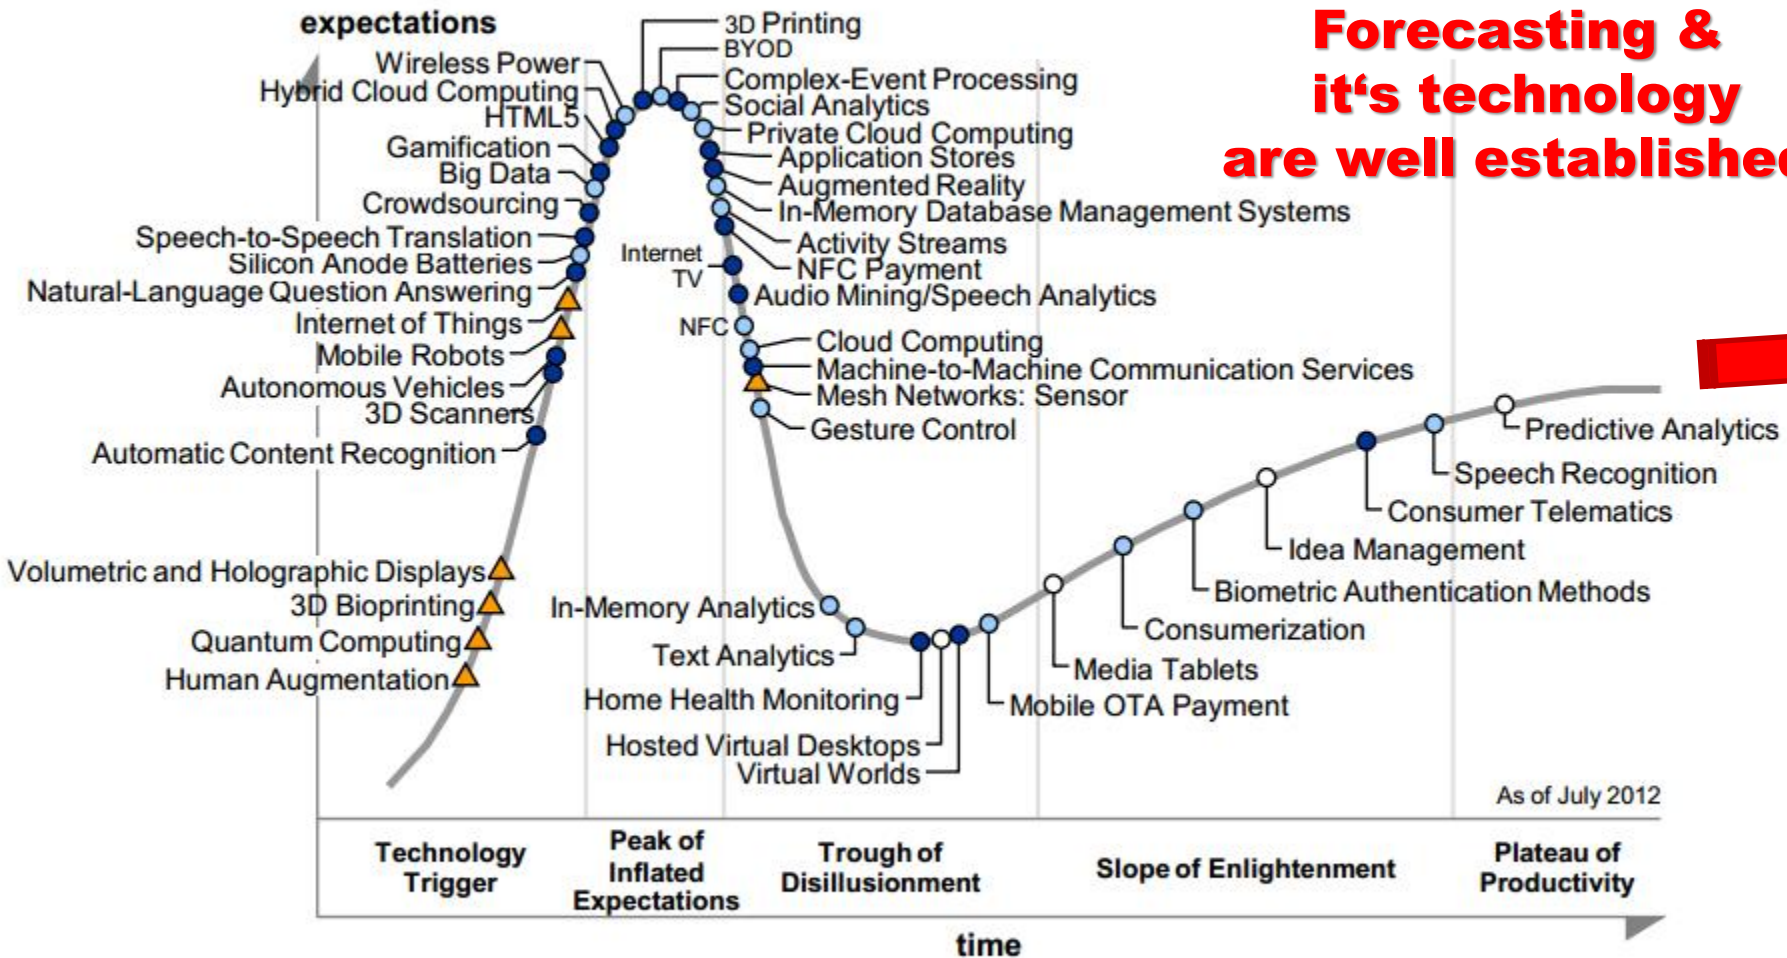 expectations
Forecasting &
it‘s technology
are well established
3D Printing
BYOD
Wireless Power
Complex-Event Processing
Hybrid Cloud Computing
Social Analytics
HTML5
Private Cloud Computing
Gamification
Application Stores
Big Data
Augmented Reality
Crowdsourcing
In-Memory Database Management Systems
Speech-to-Speech Translation
Activity Streams
Silicon Anode Batteries
Internet
TV
NFC Payment
Natural-Language Question Answering
Audio Mining/Speech Analytics
Internet of Things
NFC
Mobile Robots
Cloud Computing
Autonomous Vehicles
Machine-to-Machine Communication Services
3D Scanners
Mesh Networks: Sensor
Automatic Content Recognition
Gesture Control
Predictive Analytics
Speech Recognition
Consumer Telematics
Idea Management
Biometric Authentication Methods
Consumerization
Media Tablets
Mobile OTA Payment
Volumetric and Holographic Displays
3D Bioprinting
Quantum Computing
Human Augmentation
In-Memory Analytics
Text Analytics
Home Health Monitoring
Hosted Virtual Desktops
Virtual Worlds
As of July 2012
Technology
Trigger
Peak of
Inflated
Expectations
Trough of
Disillusionment
Slope of Enlightenment
Plateau of
Productivity
time